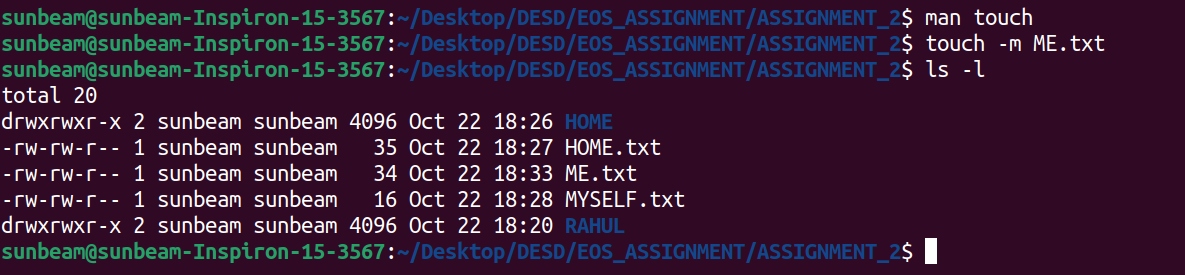 sunbeam@sunbeam-Inspiron-15-3567:~/Desktop/DESD/EOS_ASSIGNMENT/ASSIGNMENT_2$ man touch
sunbeam@sunbeam-Inspiron-15-3567:~/Desktop/DESD/EOS_ASSIGNMENT/ASSIGNMENT_2$ touch -m ME.txt
sunbeam@sunbeam-Inspiron-15-3567:~/Desktop/DESD/EOS_ASSIGNMENT/ASSIGNMENT_2$ ls -l
total 20
drwxrwxr-x 2 sunbeam sunbeam 4096 Oct 22 18:26 HOME
-rw-rw-r-- 1 sunbeam sunbeam   35 Oct 22 18:27 HOME.txt
-rw-rw-r-- 1 sunbeam sunbeam   34 Oct 22 18:33 ME.txt
-rw-rw-r-- 1 sunbeam sunbeam   16 Oct 22 18:28 MYSELF.txt
drwxrwxr-x 2 sunbeam sunbeam 4096 Oct 22 18:20 RAHUL
sunbeam@sunbeam-Inspiron-15-3567:~/Desktop/DESD/EOS_ASSIGNMENT/ASSIGNMENT_2$